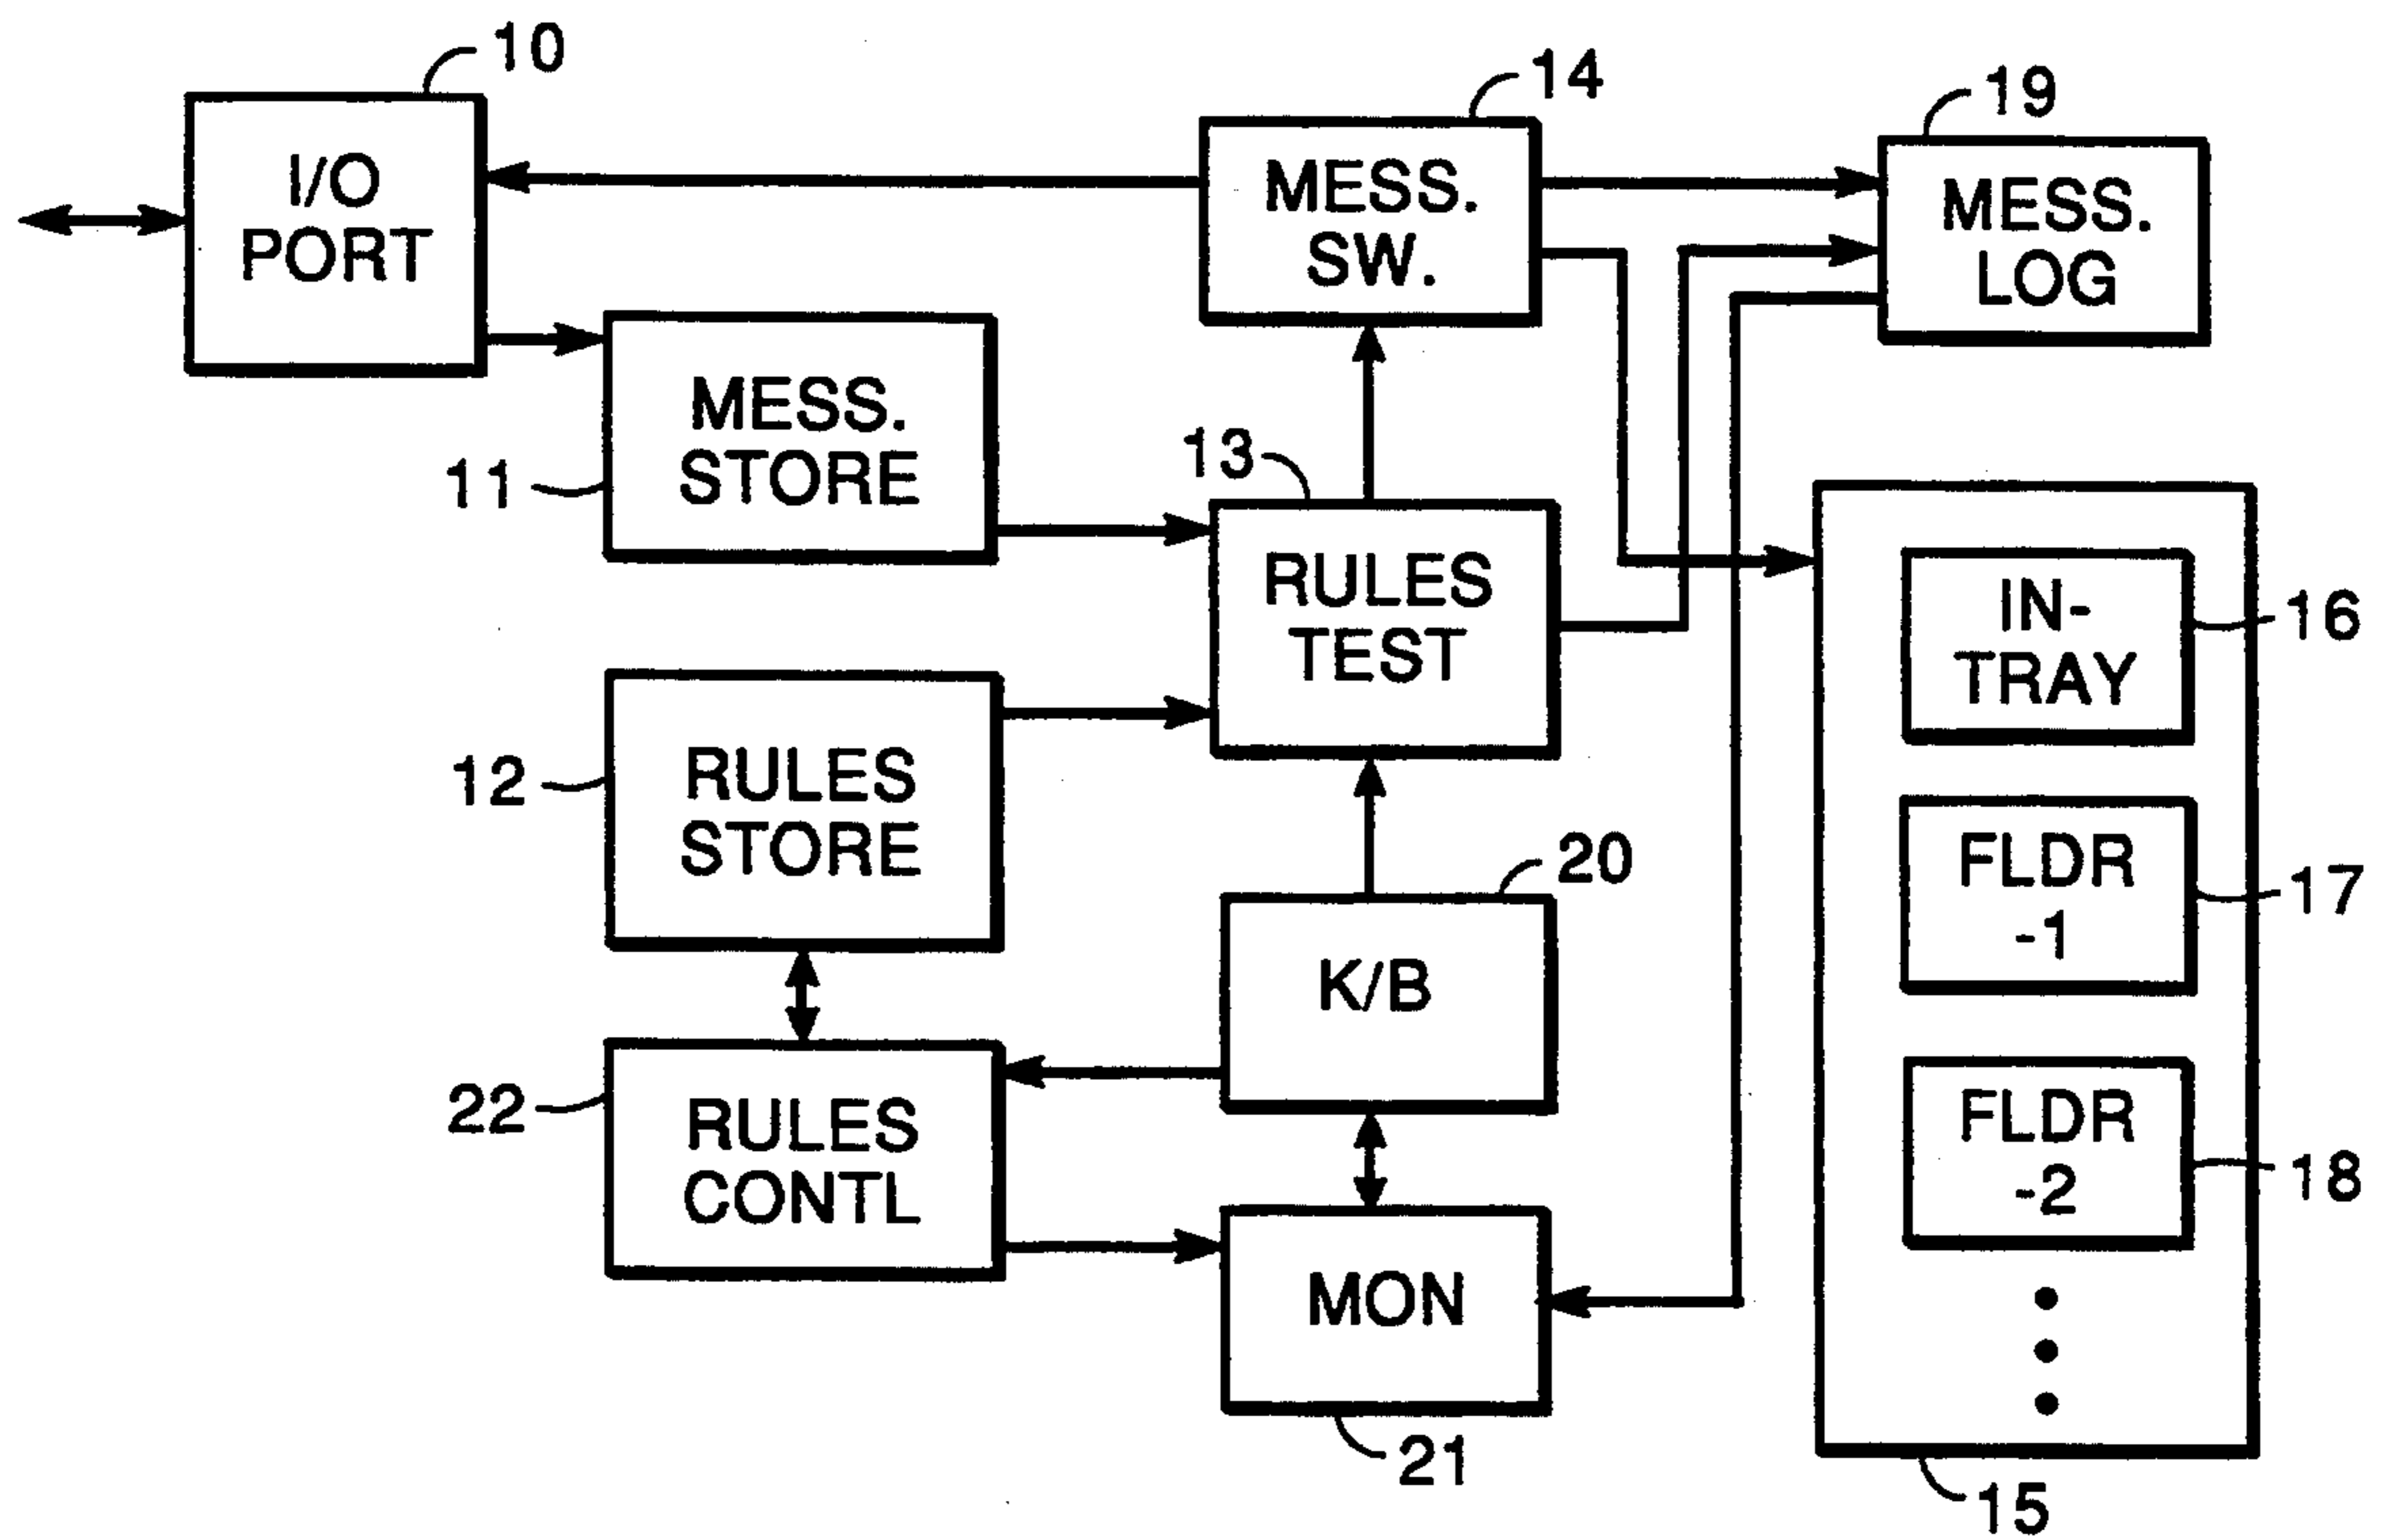 10
I/O
PORT
14
MESS.
SW.
19
MESS.
LOG
11
MESS.
STORE
13
RULES
TEST
16
IN-
TRAY
12
RULES
STORE
20
K/B
17
FLDR
-1
22
RULES
CONTL
18
FLDR
-2
MON
21
15